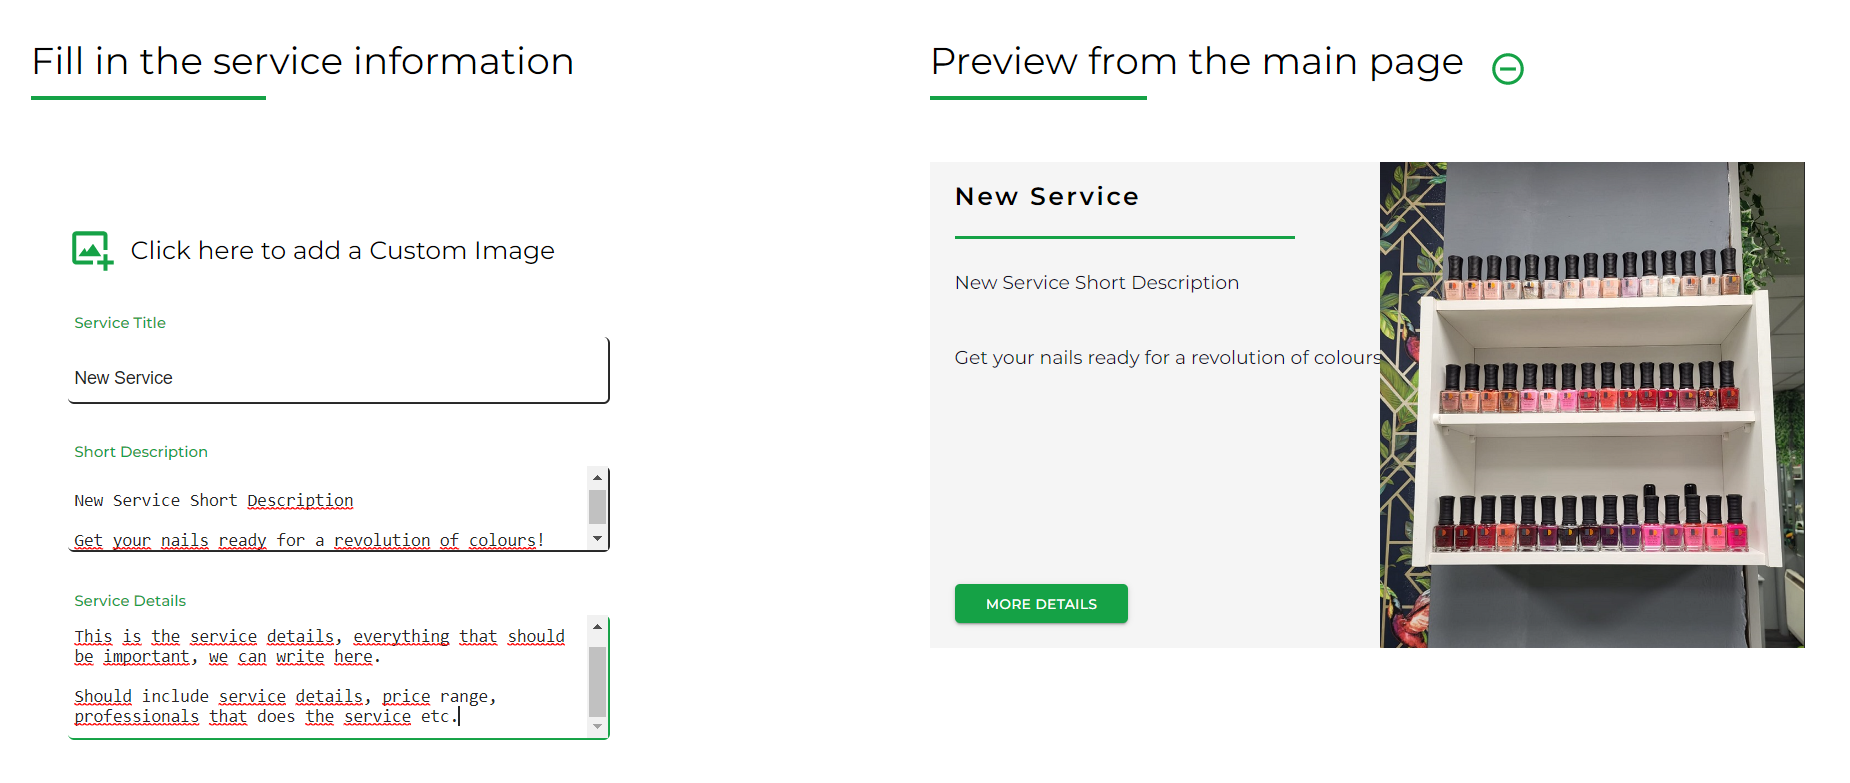 Fill in the service information
Click here to add a Custom Image
Service Title
New Service
Short Description
New Service Short Description
Get your nails ready for a revolution of colours!
Service Details
This is the service details, everything that should
be important, we can write here.
Should include service details, price range,
professionals that does the service etc.
Preview from the main page
New Service
New Service Short Description
Get your nails ready for a revolution of colours
MORE DETAILS